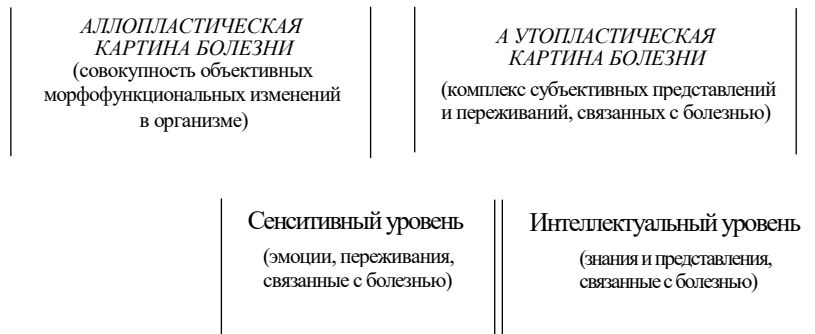 АЛЛОПЛАСТИЧЕСКАЯ
КАРТИНА БОЛЕЗНИ
(совокупность объективных
морфофункциональных изменений
в организме)
А УТОПЛАСТИЧЕСКАЯ
КАРТИНА БОЛЕЗНИ
(комплекс субъективных представлений
и переживаний, связанных с болезнью)
Сенситивный уровень
(эмоции, переживания,
связанные с болезнью)
Интеллектуальный уровень
(знания и представления,
связанные с болезнью)